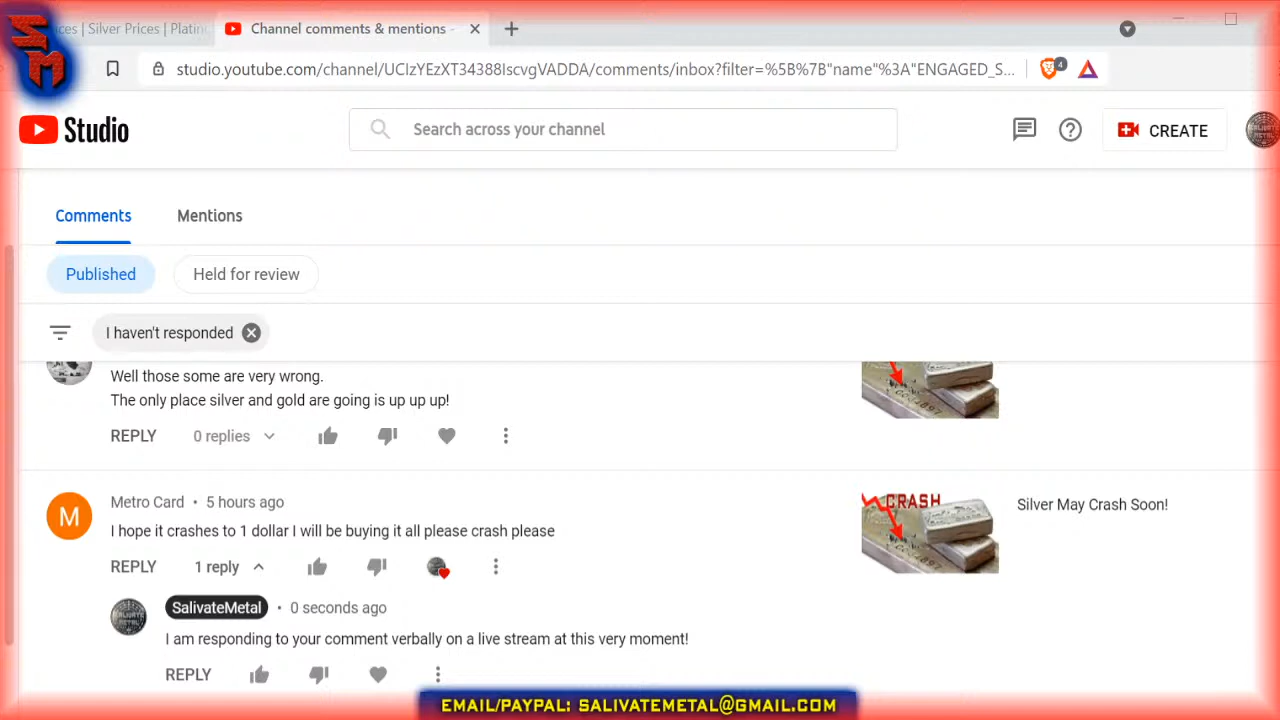 SM
ces | Silver Prices | Platin
Channel comments & mentions -
studio.youtube.com/channel/UCIzYEzXT34388IscvgVADDA/comments/inbox?filter=%5B%7B"name"%3A"ENGAGED_S...
4
Studio
Search across your channel
CREATE
Comments
Mentions
Published
Held for review
I haven't responded
Well those some are very wrong.
The only place silver and gold are going is up up up!
REPLY
0 replies
M
Metro Card • 5 hours ago
I hope it crashes to 1 dollar I will be buying it all please crash please
REPLY
1 reply
CRASH
Silver May Crash Soon!
SalivateMetal • 0 seconds ago
I am responding to your comment verbally on a live stream at this very moment!
REPLY
EMAIL/PAYPAL: SALIVATEMETAL@GMAIL.COM